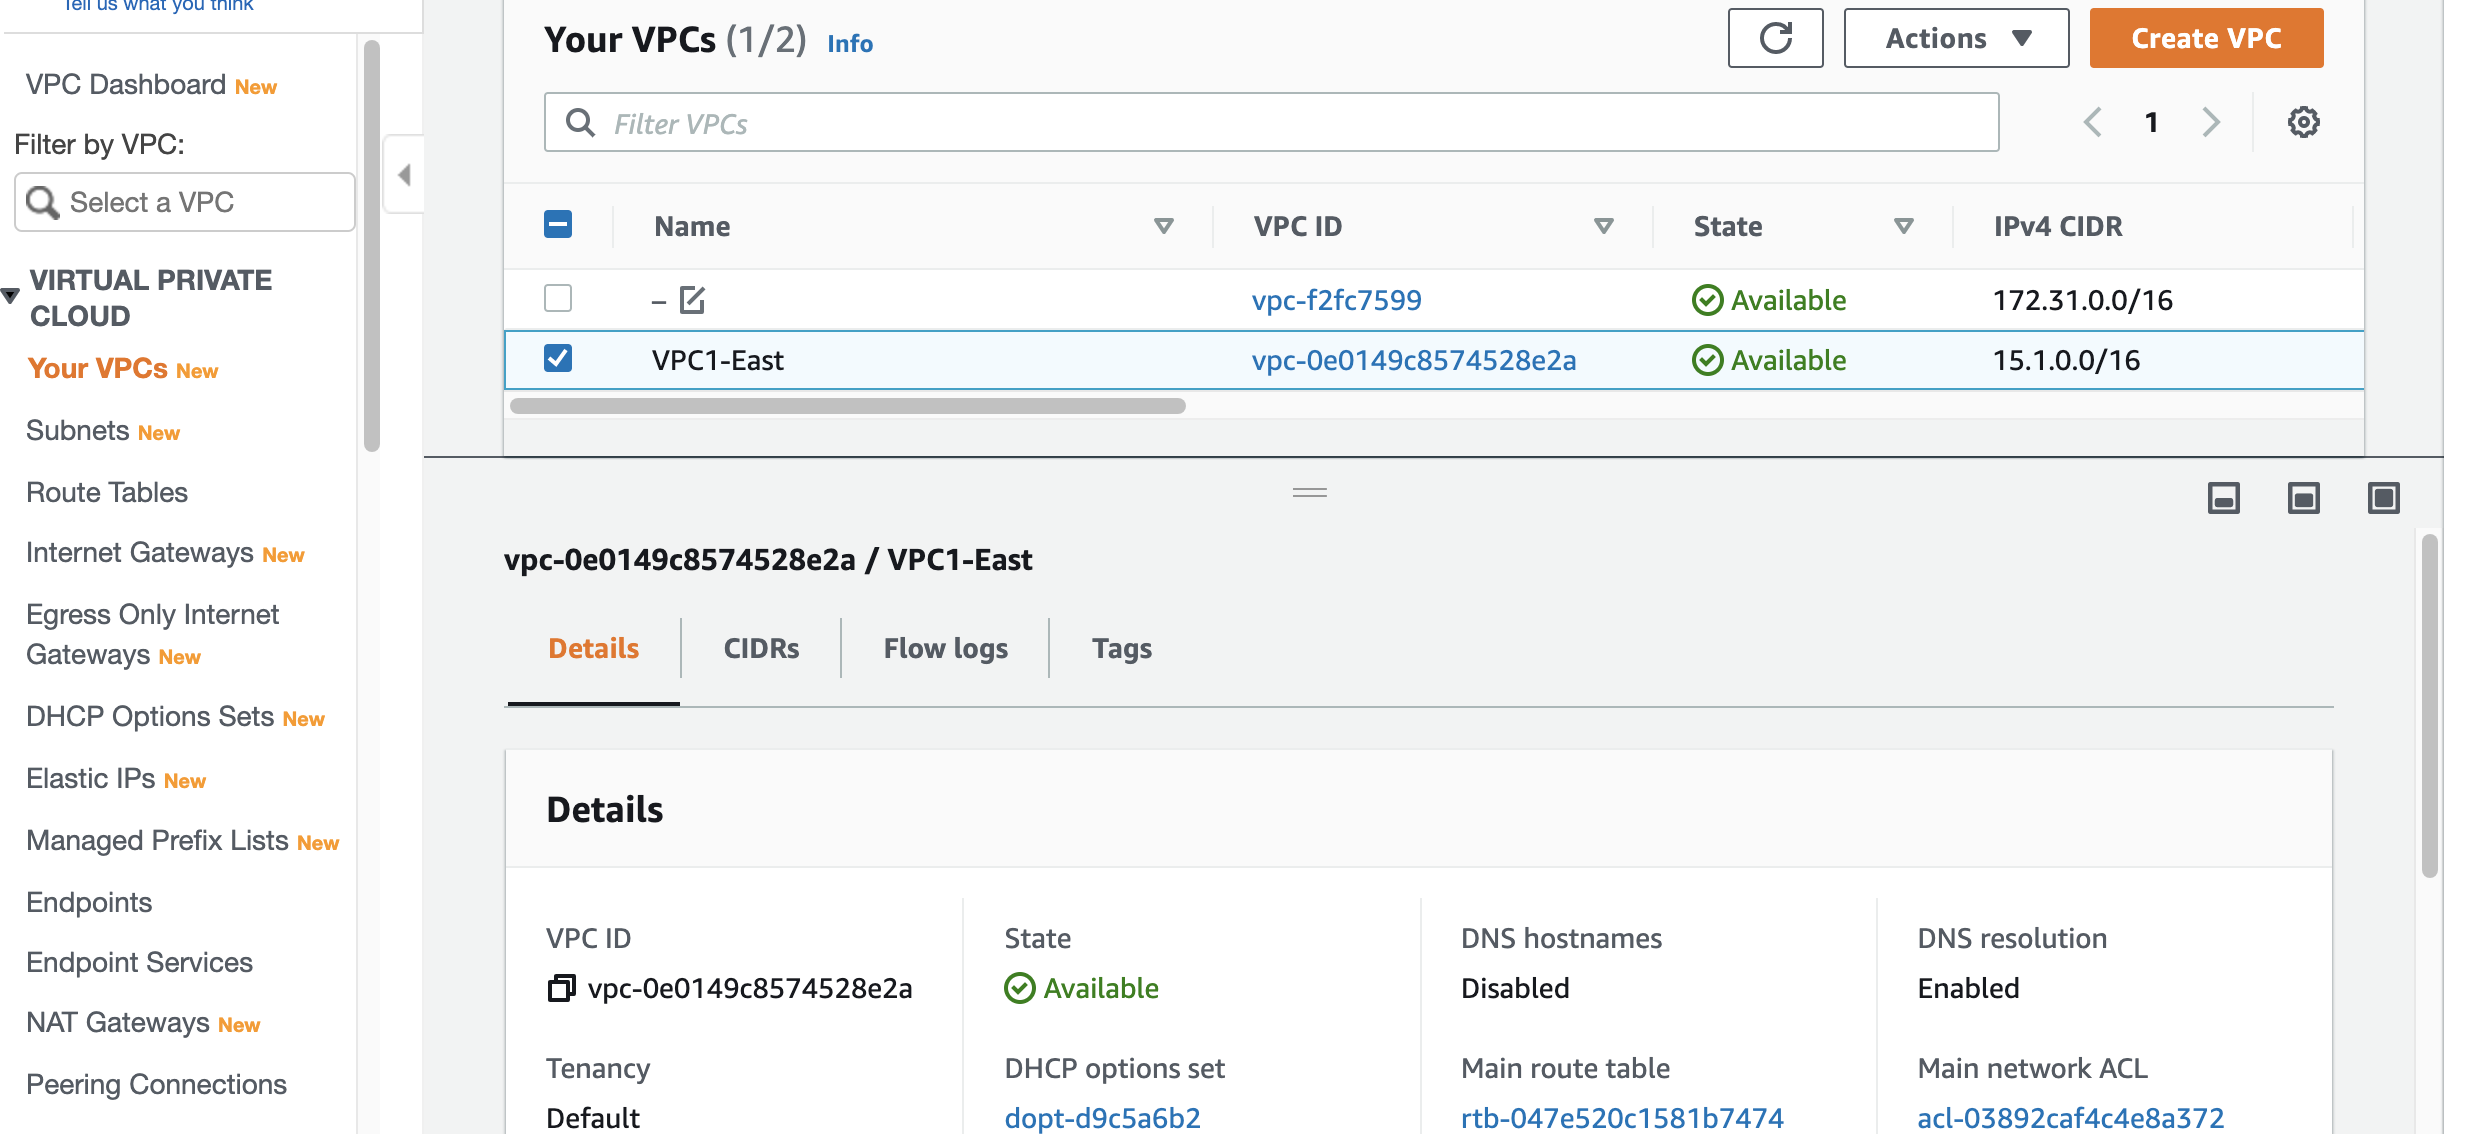 Tell us what you think
VPC Dashboard New
Filter by VPC:
Select a VPC
VIRTUAL PRIVATE
CLOUD
Your VPCs New
Subnets New
Route Tables
Internet Gateways New
Egress Only Internet
Gateways New
DHCP Options Sets New
Elastic IPs New
Managed Prefix Lists New
Endpoints
Endpoint Services
NAT Gateways New
Peering Connections
Your VPCs (1/2) Info
Actions
Create VPC
Filter VPCs
1
Name VPC ID State IPv4 CIDR
– vpc-f2fc7599 Available 172.31.0.0/16
VPC1-East vpc-0e0149c8574528e2a Available 15.1.0.0/16
vpc-0e0149c8574528e2a / VPC1-East
Details CIDRs Flow logs Tags
Details
VPC ID State DNS hostnames DNS resolution
vpc-0e0149c8574528e2a Available Disabled Enabled
Tenancy DHCP options set Main route table Main network ACL
Default dopt-d9c5a6b2 rtb-047e520c1581b7474 acl-03892caf4c4e8a372